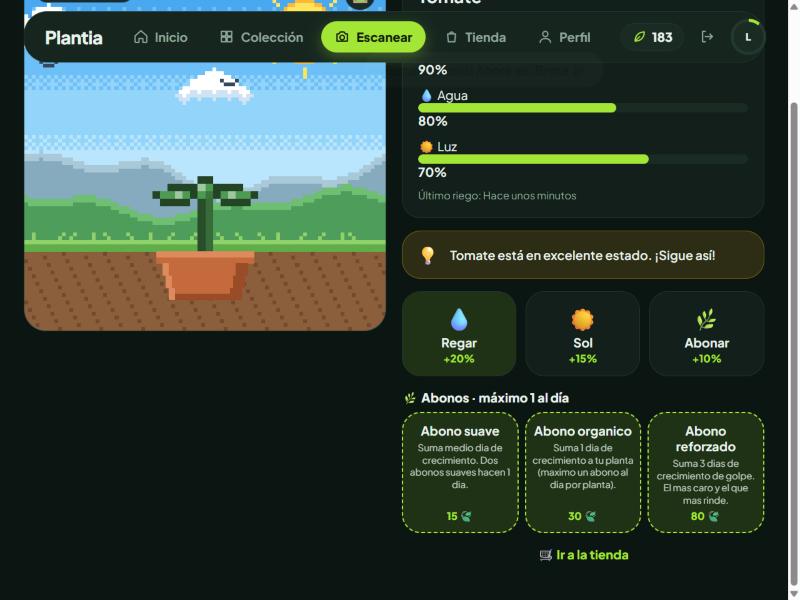 Tomate
Plantia
Inicio
Colección
Escanear
Tienda
Perfil
183
L
90%
Agua
80%
Luz
70%
Último riego: Hace unos minutos
Tomate está en excelente estado. ¡Sigue así!
Regar
+20%
Sol
+15%
Abonar
+10%
Abonos · máximo 1 al día
Abono suave
Suma medio dia de
crecimiento. Dos
abonos suaves hacen 1
dia.
15
Abono organico
Suma 1 dia de
crecimiento a tu planta
(maximo un abono al
dia por planta).
30
Abono
reforzado
Suma 3 dias de
crecimiento de golpe.
El mas caro y el que
mas rinde.
80
Ir a la tienda